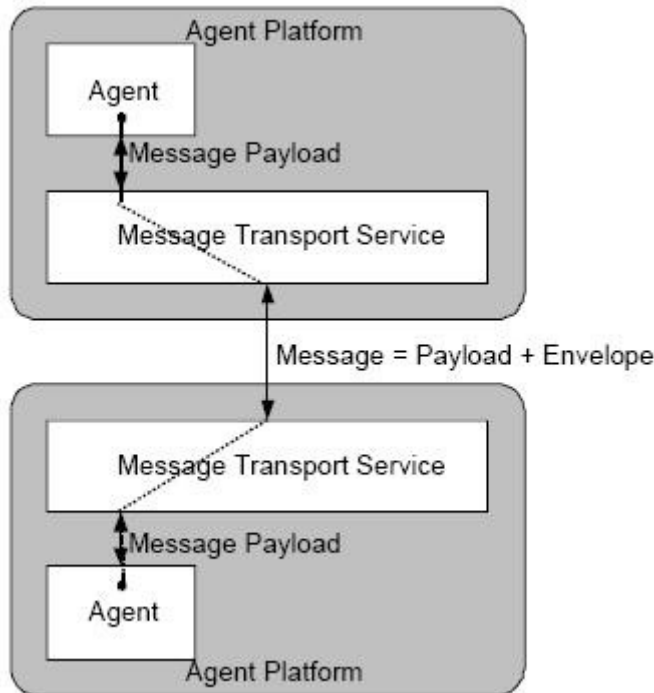 Agent Platform
Agent
Message Payload
Message Transport Service
Message = Payload + Envelope
Message Transport Service
Message Payload
Agent
Agent Platform